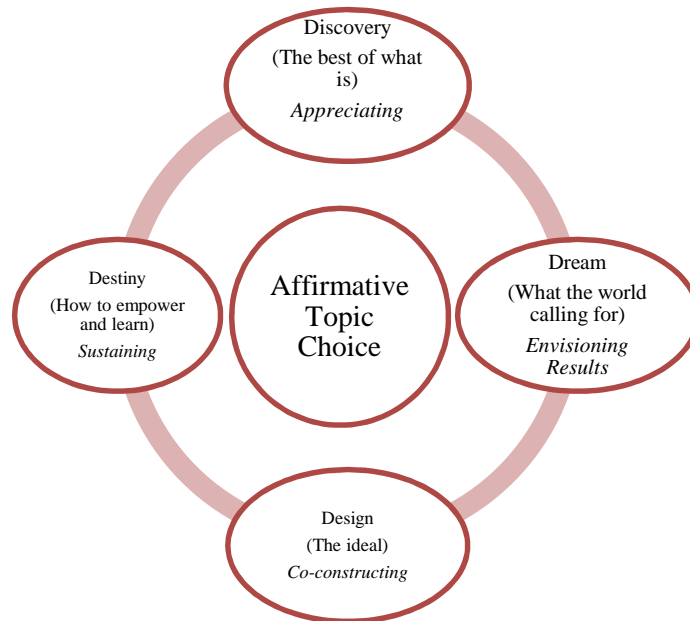 Discovery
(The best of what
is)
Appreciating
Dream
(What the world
calling for)
Envisioning
Results
Affirmative
Topic
Choice
Destiny
(How to empower
and learn)
Sustaining
Design
(The ideal)
Co-constructing